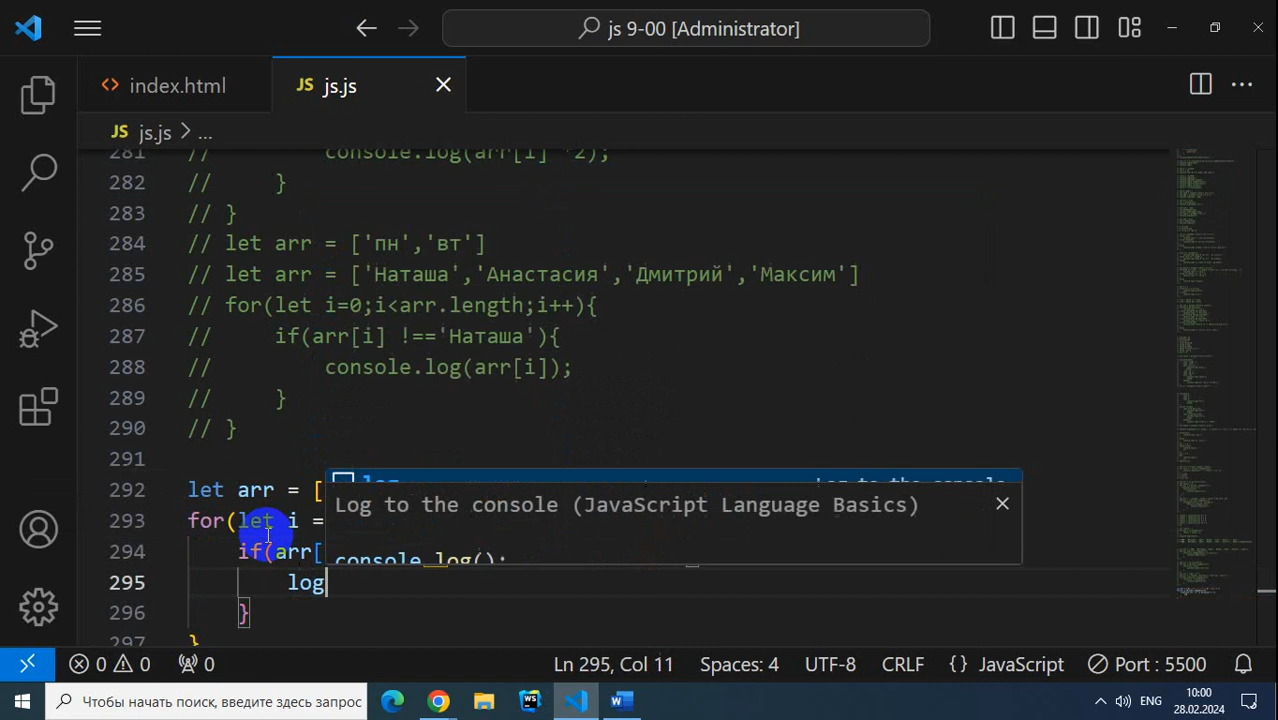 js 9-00 [Administrator]
index.html
JS js.js
JS js.js > ...
281 // console.log(arr[i] *2);
282 // }
283 // }
284 // let arr = ['пн','вт']
285 // let arr = ['Наташа','Анастасия','Дмитрий','Максим']
286 // for(let i=0;i<arr.length;i++){
287 // if(arr[i] !=='Наташа'){
288 // console.log(arr[i]);
289 // }
290 // }
291
292 let arr = [
Log to the console (JavaScript Language Basics)
293 for(let i =
294 if(arr[
console.log();
295 log
296 }
297 }
0 0 0
Ln 295, Col 11
Spaces: 4
UTF-8
CRLF
{} JavaScript
Port : 5500
Чтобы начать поиск, введите здесь запрос
WS
W
ENG
10:00
28.02.2024